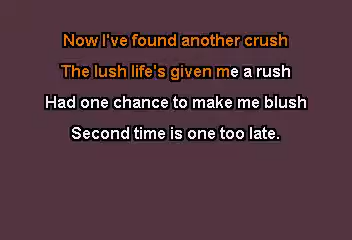 Now I've found another crush
The lush life's given me a rush
Had one chance to make me blush
Second time is one too late.